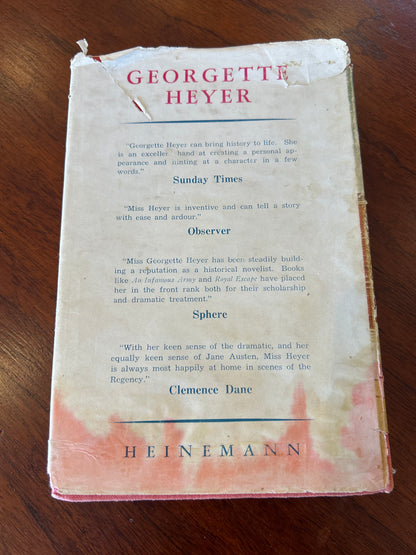 GEORGETTE
HEYER
"Georgette Heyer can bring history to life. She
is an excellent hand at creating a personal ap-
pearance and hinting at a character in a few
words."
Sunday Times
"Miss Heyer is inventive and can tell a story
with ease and ardour."
Observer
"Miss Georgette Heyer has been steadily build-
ing a reputation as a historical novelist. Books
like An Infamous Army and Royal Escape have placed
her in the front rank both for their scholarship
and dramatic treatment."
Sphere
"With her keen sense of the dramatic, and her
equally keen sense of Jane Austen, Miss Heyer
is always most happily at home in scenes of the
Regency."
Clemence Dane
HEINEMANN